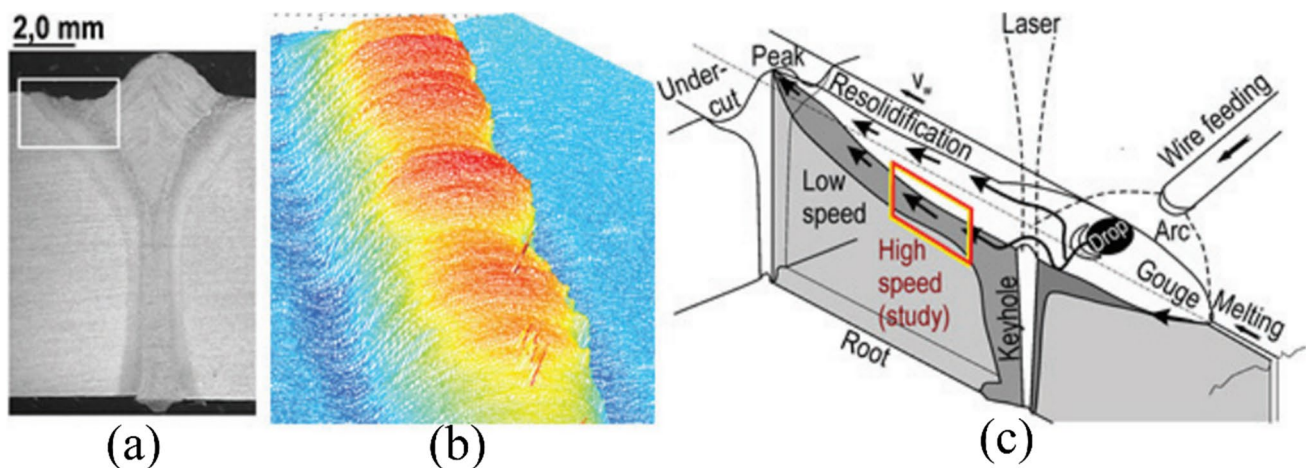 2,0 mm
(a)
(b)
Laser
Peak
Under-
cut
v_w
Resolidification
Wire feeding
Low
speed
High
speed
(study)
Drop
Arc
Gouge
Melting
Keyhole
Root
(c)